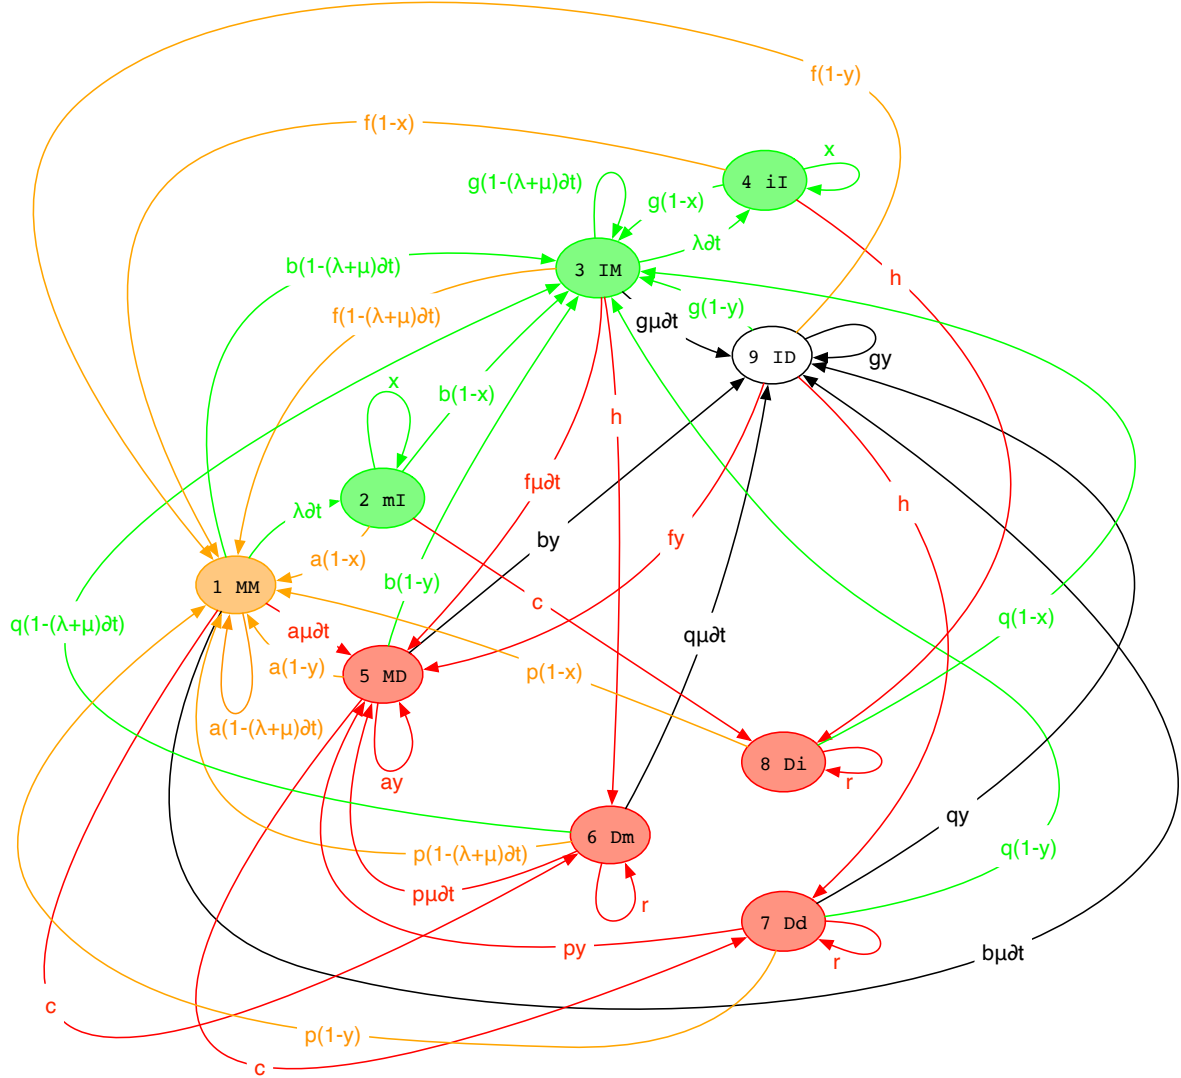 f(1-y)
f(1-x)
x
4 iI
g(1-(λ+μ)∂t)
g(1-x)
λ∂t
b(1-(λ+μ)∂t)
3 IM
h
g(1-y)
f(1-(λ+μ)∂t)
gμ∂t
9 ID
gy
x
b(1-x)
h
fμ∂t
2 mI
h
λ∂t
by
fy
a(1-x)
1 MM
b(1-y)
c
q(1-x)
q(1-(λ+μ)∂t)
aμ∂t
qμ∂t
a(1-y)
5 MD
p(1-x)
a(1-(λ+μ)∂t)
8 Di
r
ay
qy
6 Dm
q(1-y)
p(1-(λ+μ)∂t)
pμ∂t
r
7 Dd
py
r
bμ∂t
c
p(1-y)
c